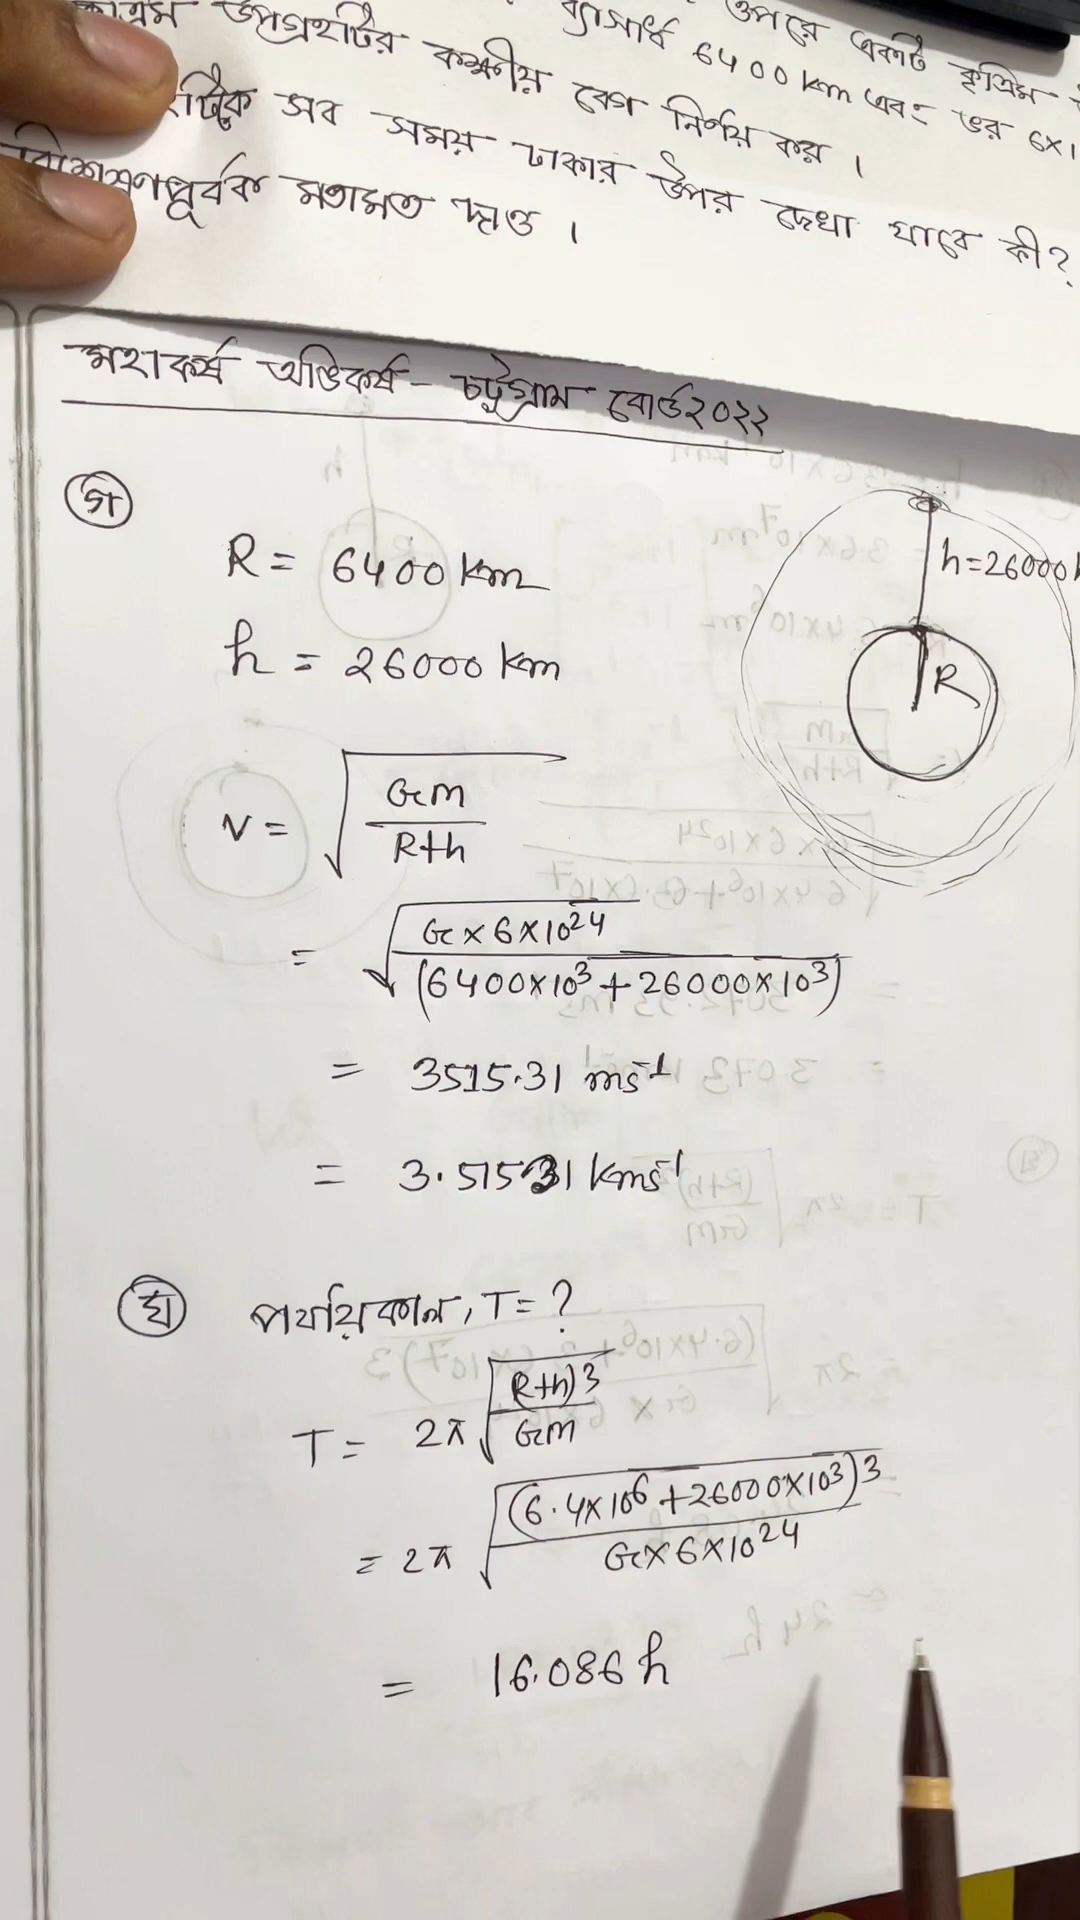 ওপরে একটি কৃত্রিম
ব্যাসার্ধ 6400 km এবং ভর 6×1
উপগ্রহটির কক্ষীয় বেগ নির্ণয় কর ।
সব সময় ঢাকার উপর দেখা যাবে কী?
মতামত দাও ।
মহাকর্ষ অভিকর্ষ - চট্টগ্রাম বোর্ড ২০২২
গ
R = 6400 km
h = 26000 km
h = 26000
R
v = √(GM / R+h)
= √(G × 6 × 10²⁴ / (6400×10³ + 26000×10³))
= 3515.31 ms⁻¹
= 3.51531 kms⁻¹
ঘ পর্যায়কাল, T = ?
T = 2π √((R+h)³ / GM)
= 2π √((6.4×10⁶ + 26000×10³)³ / G×6×10²⁴)
= 16.086 h